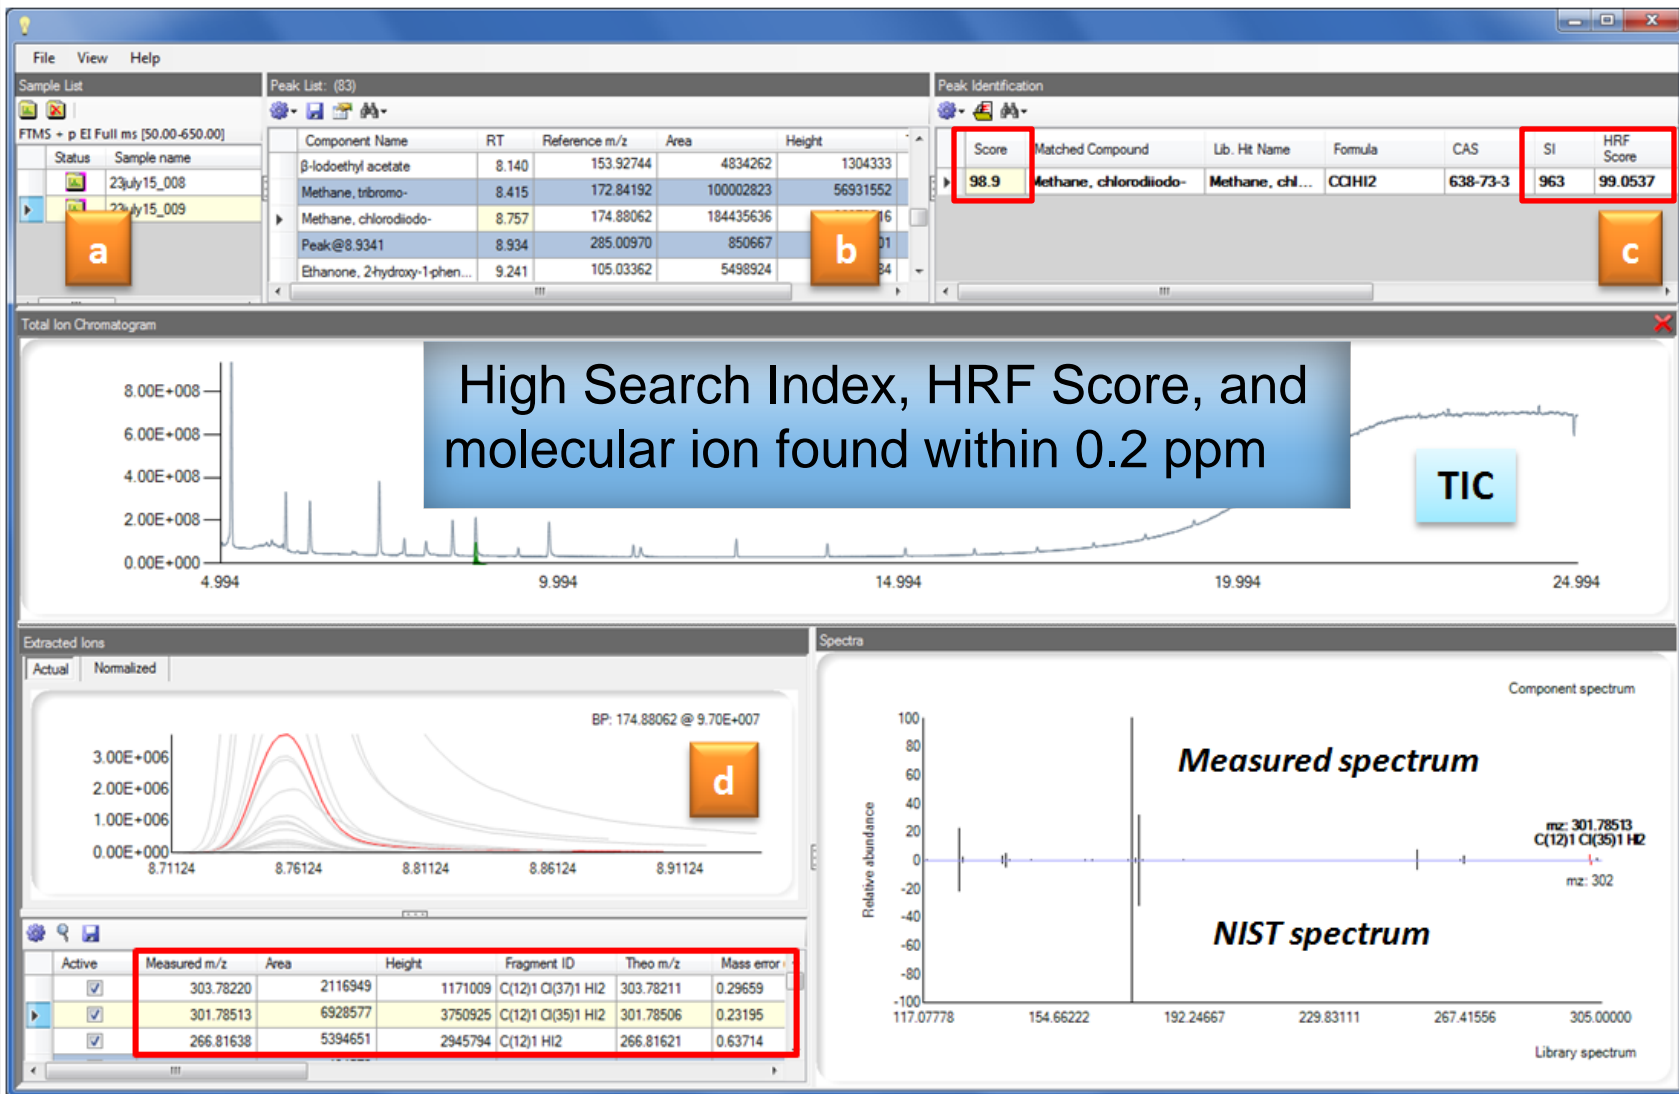 File View Help
Sample List
FTMS + p EI Full ms [50.00-650.00]
Status Sample name
23july15_008
23july15_009
a
Peak List: (83)
Component Name RT Reference m/z Area Height
β-Iodoethyl acetate 8.140 153.92744 4834262 1304333
Methane, tribromo- 8.415 172.84192 100002823 56931552
Methane, chlorodiiodo- 8.757 174.88062 184435636 16
Peak@8.9341 8.934 285.00970 850667 01
Ethanone, 2-hydroxy-1-phen... 9.241 105.03362 5498924 84
b
Peak Identification
Score Matched Compound Lib. Hit Name Formula CAS SI HRF Score
98.9 Methane, chlorodiiodo- Methane, chl... CClHI2 638-73-3 963 99.0537
c
Total Ion Chromatogram
High Search Index, HRF Score, and
molecular ion found within 0.2 ppm
TIC
8.00E+008
6.00E+008
4.00E+008
2.00E+008
0.00E+000
4.994 9.994 14.994 19.994 24.994
Extracted Ions
Actual Normalized
BP: 174.88062 @ 9.70E+007
d
3.00E+006
2.00E+006
1.00E+006
0.00E+000
8.71124 8.76124 8.81124 8.86124 8.91124
Active Measured m/z Area Height Fragment ID Theo m/z Mass error
303.78220 2116949 1171009 C(12)1 Cl(37)1 HI2 303.78211 0.29659
301.78513 6928577 3750925 C(12)1 Cl(35)1 HI2 301.78506 0.23195
266.81638 5394651 2945794 C(12)1 HI2 266.81621 0.63714
Spectra
Component spectrum
Measured spectrum
mz: 301.78513
C(12)1 Cl(35)1 HI2
mz: 302
NIST spectrum
Relative abundance
100
80
60
40
20
0
-20
-40
-60
-80
-100
117.07778 154.66222 192.24667 229.83111 267.41556 305.00000
Library spectrum